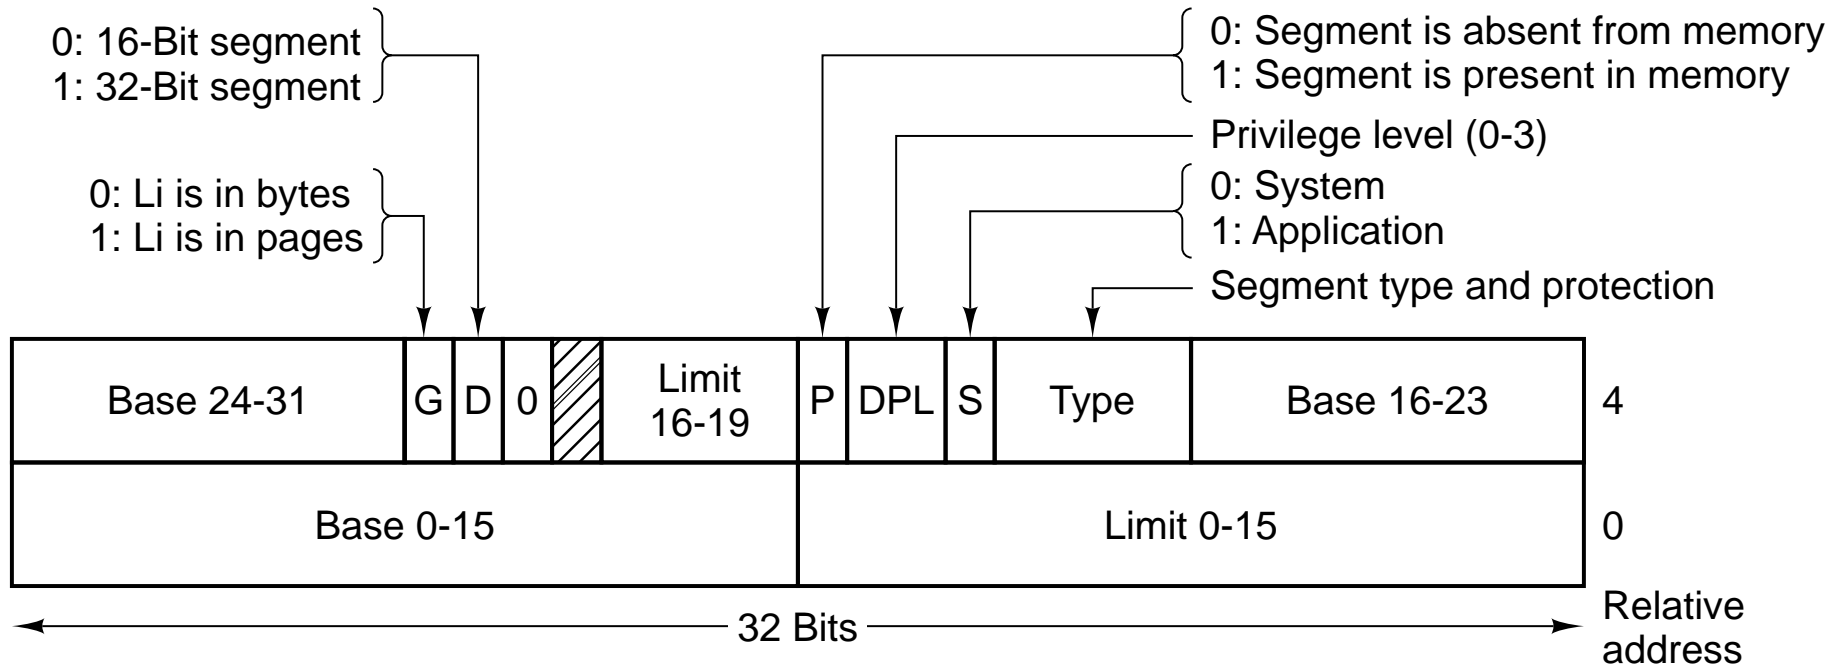 0: 16-Bit segment
1: 32-Bit segment
0: Li is in bytes
1: Li is in pages
0: Segment is absent from memory
1: Segment is present in memory
Privilege level (0-3)
0: System
1: Application
Segment type and protection
Base 24-31 G D 0 Limit 16-19 P DPL S Type Base 16-23 4
Base 0-15 Limit 0-15 0
32 Bits
Relative
address